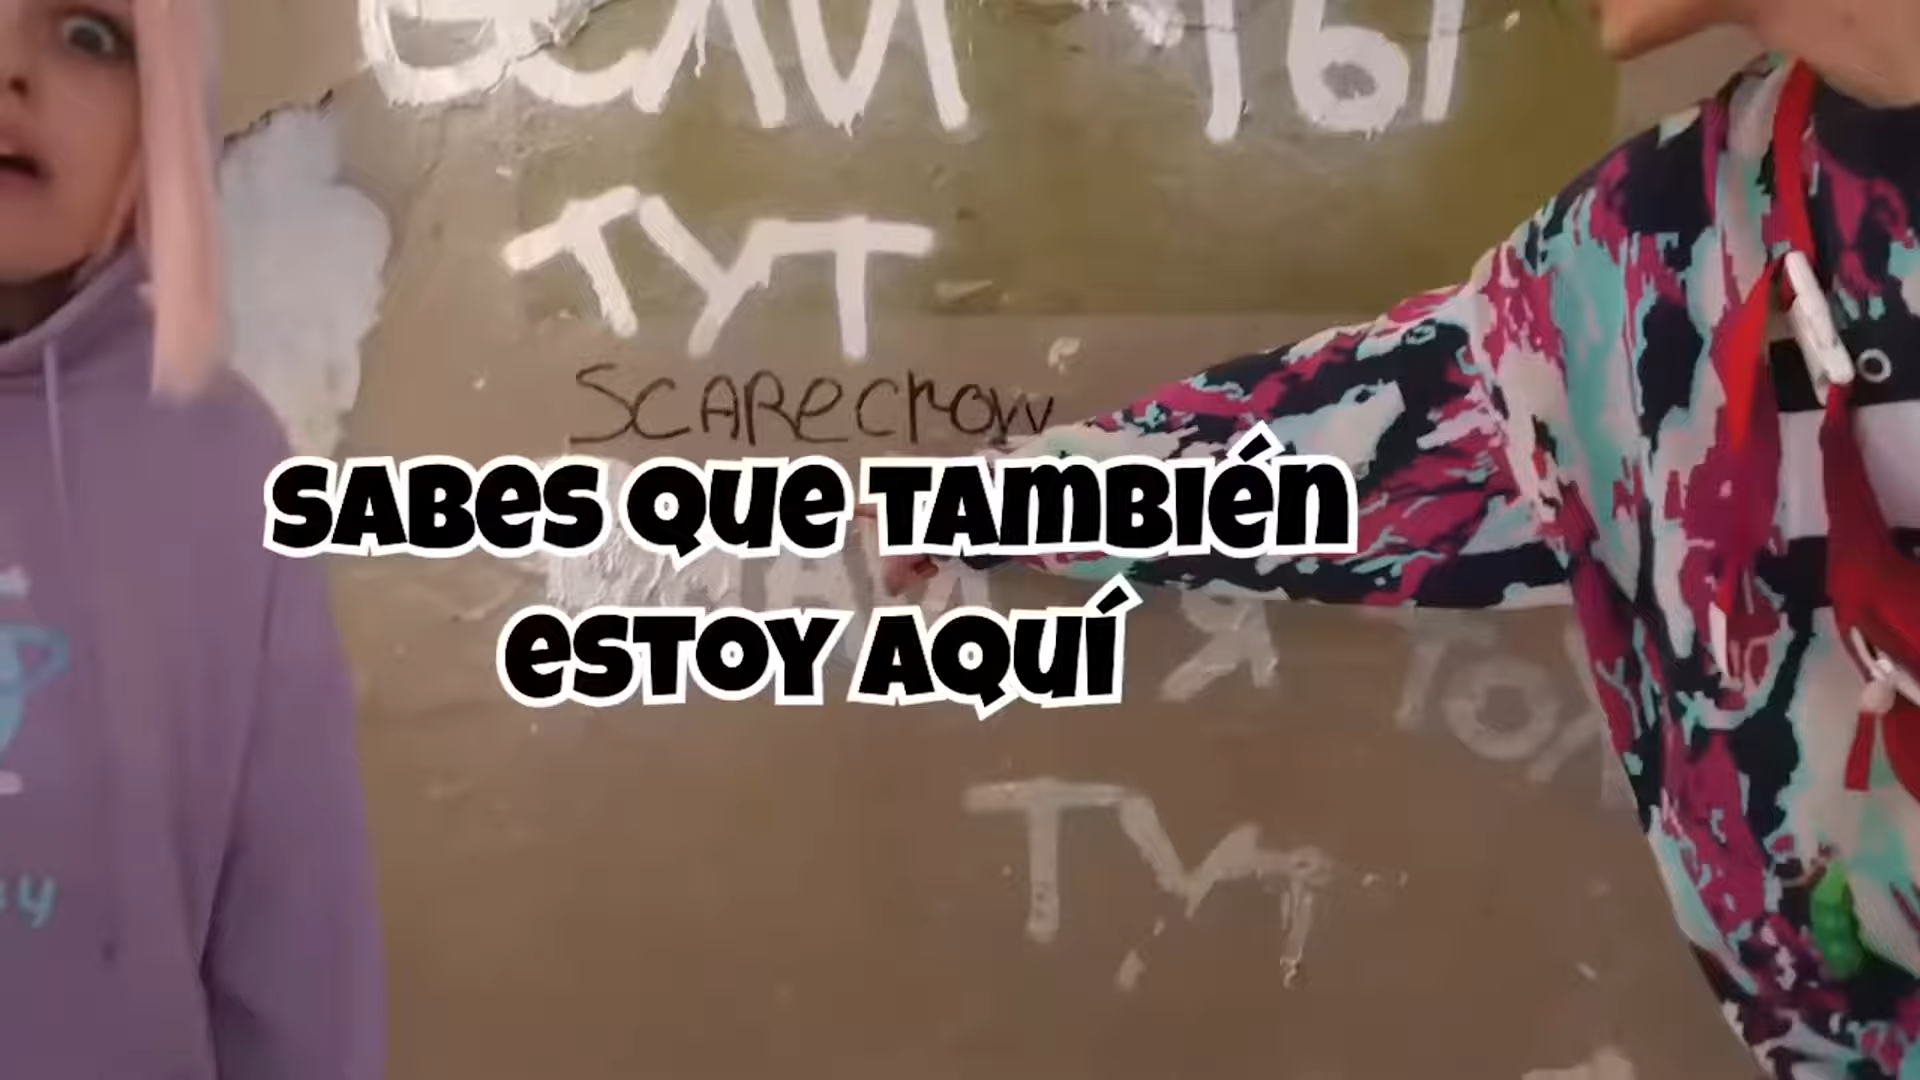 ЕСЛИ ТЫ
ТУТ
SCARecrow
SABES QUE TAMBIÉN
ESTOY AQUÍ
Я
ТУТ